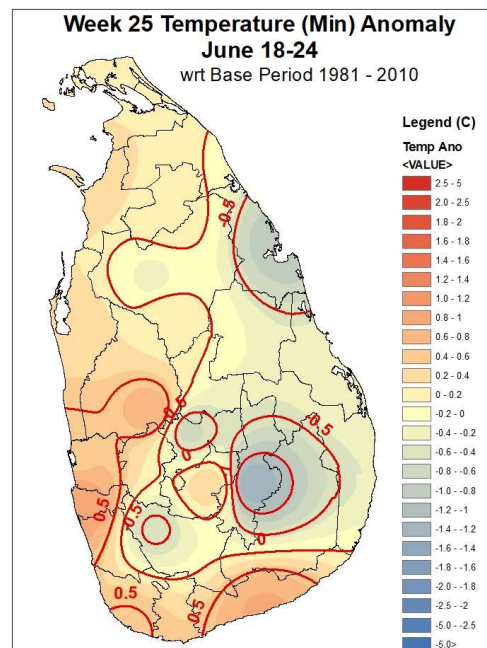 Week 25 Temperature (Min) Anomaly
June 18-24
wrt Base Period 1981 - 2010
Legend (C)
Temp Ano
<VALUE>
2.5 - 5
2.0 - 2.5
1.8 - 2
1.6 - 1.8
1.4 - 1.6
1.2 - 1.4
1.0 - 1.2
0.8 - 1
0.6 - 0.8
0.4 - 0.6
0.2 - 0.4
0 - 0.2
-0.2 - 0
-0.4 - -0.2
-0.6 - -0.4
-0.8 - -0.6
-1.0 - -0.8
-1.2 - -1.0
-1.4 - -1.2
-1.6 - -1.4
-1.8 - -1.6
-2.0 - -1.8
-2.5 - -2
-5.0 - -2.5
-5.0>
-0.5
-0.5
0
-0.5
0.5
-0.5
0
0.5
0.5